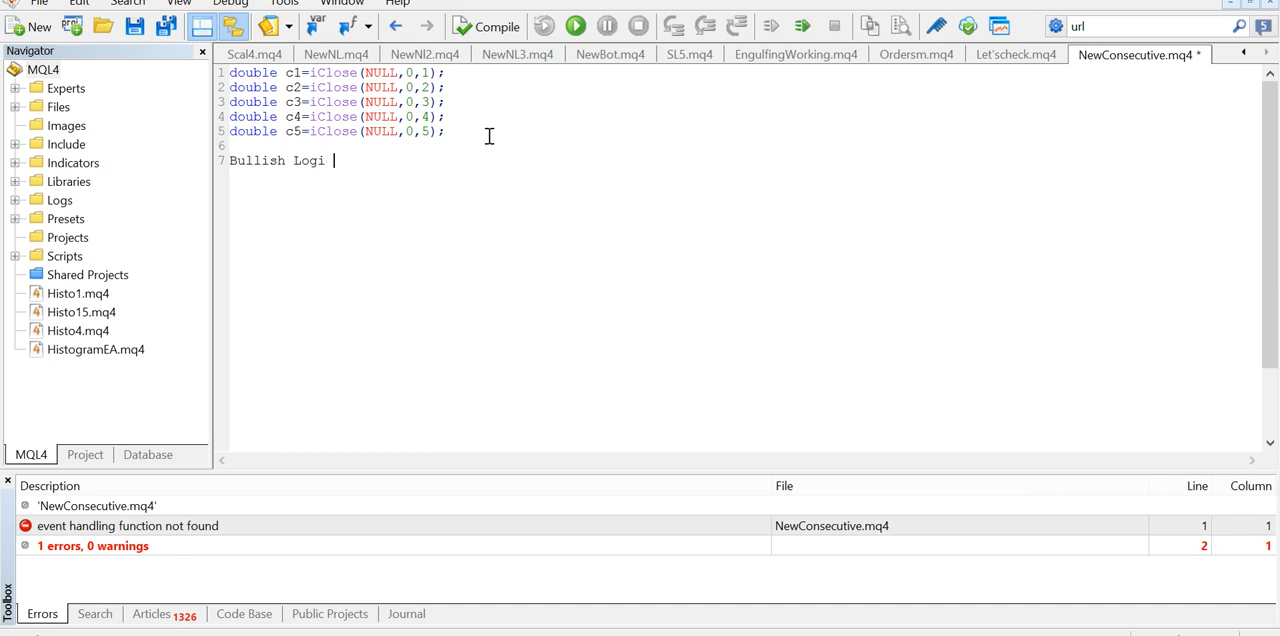 File Edit Search View Debug Tools Window Help
New var f Compile url 5
Navigator
Scal4.mq4 NewNL.mq4 NewNl2.mq4 NewNL3.mq4 NewBot.mq4 SL5.mq4 EngulfingWorking.mq4 Ordersm.mq4 Let'scheck.mq4 NewConsecutive.mq4 *
MQL4
Experts
Files
Images
Include
Indicators
Libraries
Logs
Presets
Projects
Scripts
Shared Projects
Histo1.mq4
Histo15.mq4
Histo4.mq4
HistogramEA.mq4
MQL4 Project Database
1 double c1=iClose(NULL,0,1);
2 double c2=iClose(NULL,0,2);
3 double c3=iClose(NULL,0,3);
4 double c4=iClose(NULL,0,4);
5 double c5=iClose(NULL,0,5);
6
7 Bullish Logi
Description File Line Column
'NewConsecutive.mq4'
event handling function not found NewConsecutive.mq4 1 1
1 errors, 0 warnings 2 1
Toolbox
Errors Search Articles 1326 Code Base Public Projects Journal